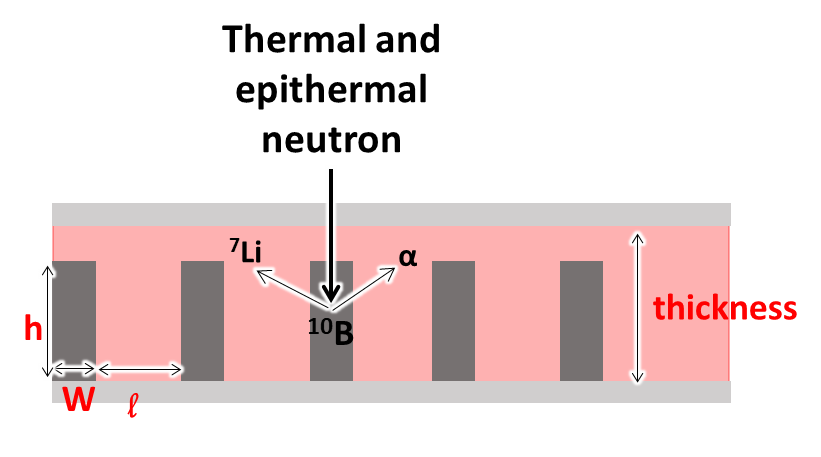 Thermal and
epithermal
neutron
⁷Li
α
¹⁰B
h
thickness
W
ℓ